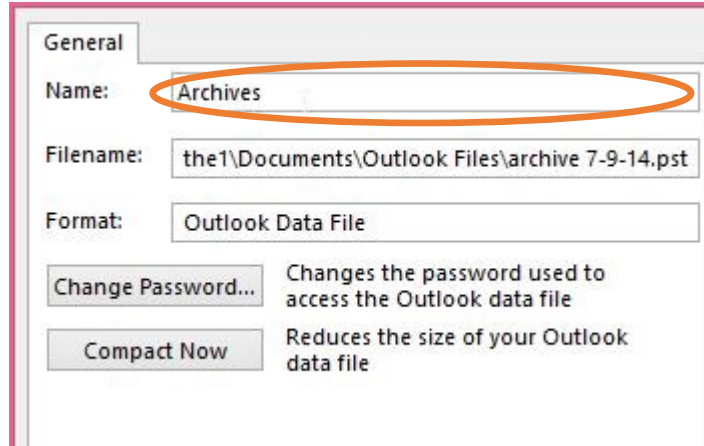 General
Name: Archives
Filename: the1\Documents\Outlook Files\archive 7-9-14.pst
Format: Outlook Data File
Change Password... Changes the password used to
access the Outlook data file
Compact Now Reduces the size of your Outlook
data file